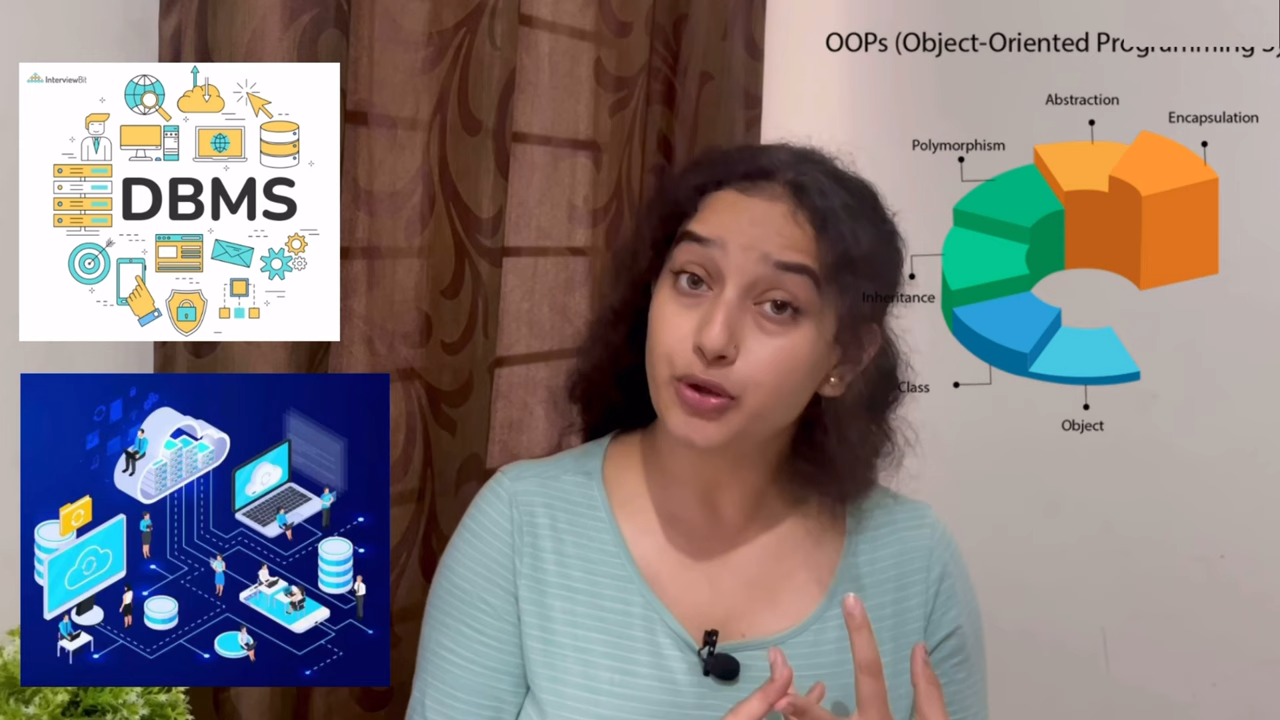 InterviewBit
DBMS
OOPs (Object-Oriented Programming
Abstraction
Encapsulation
Polymorphism
Inheritance
Class
Object